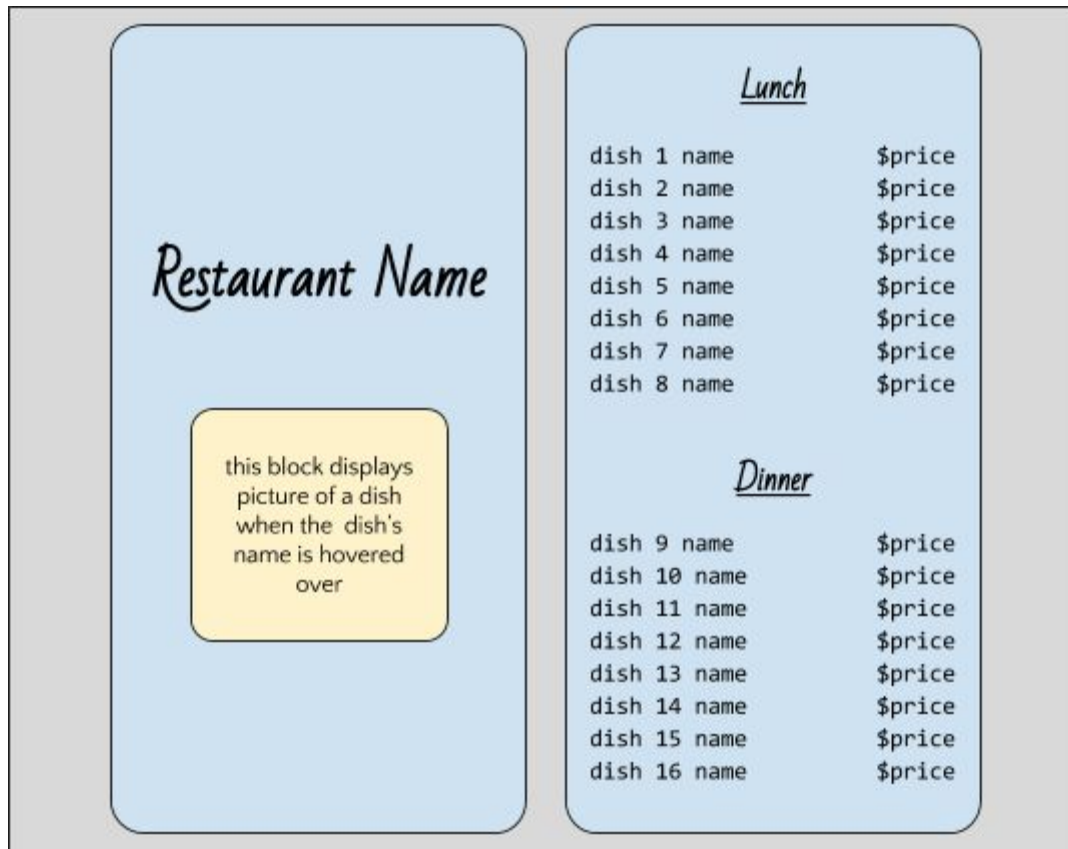 Restaurant Name
this block displays
picture of a dish
when the  dish's
name is hovered
over
Lunch
dish 1 name $price
dish 2 name $price
dish 3 name $price
dish 4 name $price
dish 5 name $price
dish 6 name $price
dish 7 name $price
dish 8 name $price
Dinner
dish 9 name $price
dish 10 name $price
dish 11 name $price
dish 12 name $price
dish 13 name $price
dish 14 name $price
dish 15 name $price
dish 16 name $price